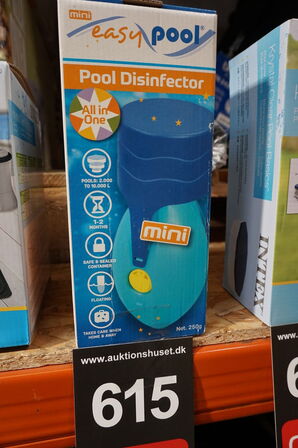 mini
easy pool
Pool Disinfector
All in
One
POOLS: 2.000
TO 10.000 L
1-2
MONTHS
SAFE & SEALED
CONTAINER
FLOATING
TAKES CARE WHEN
HOME & AWAY
mini
Net. 250g
INTEX
www.auktionshuset.dk
615